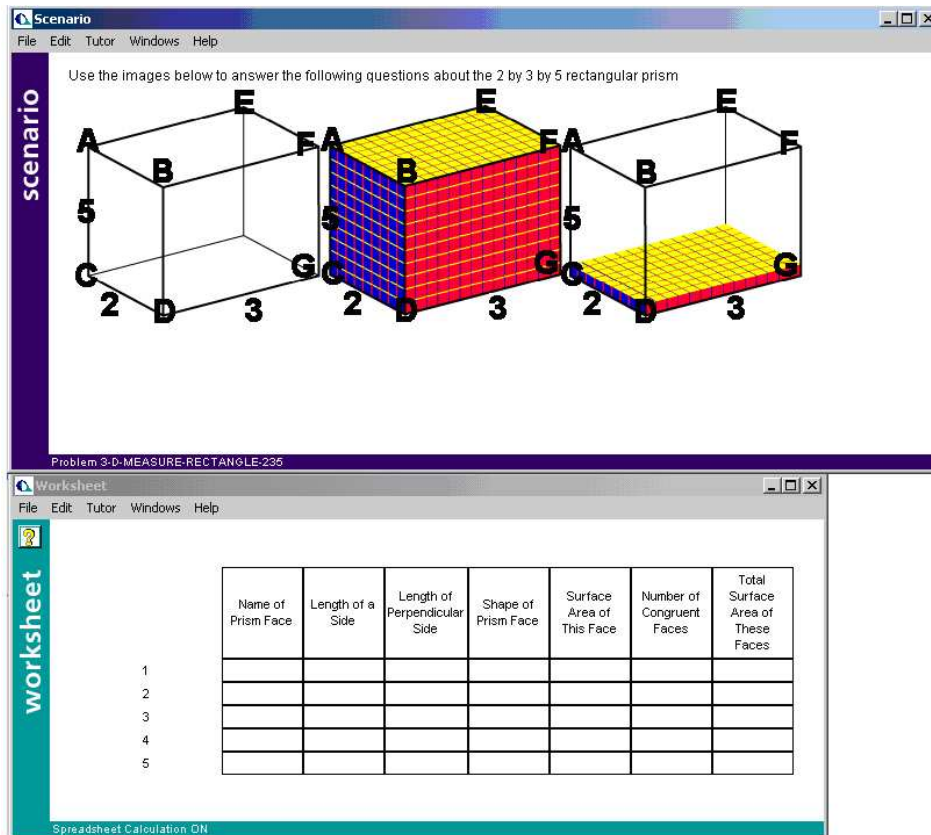 Scenario
File Edit Tutor Windows Help
scenario
Use the images below to answer the following questions about the 2 by 3 by 5 rectangular prism
E E E
A F A F A F
B B B
5 5 5
C G C G C G
2 D 3 2 D 3 2 D 3
Problem 3-D-MEASURE-RECTANGLE-235
Worksheet
File Edit Tutor Windows Help
?
worksheet
Name of Prism Face
Length of a Side
Length of Perpendicular Side
Shape of Prism Face
Surface Area of This Face
Number of Congruent Faces
Total Surface Area of These Faces
1
2
3
4
5
Spreadsheet Calculation ON